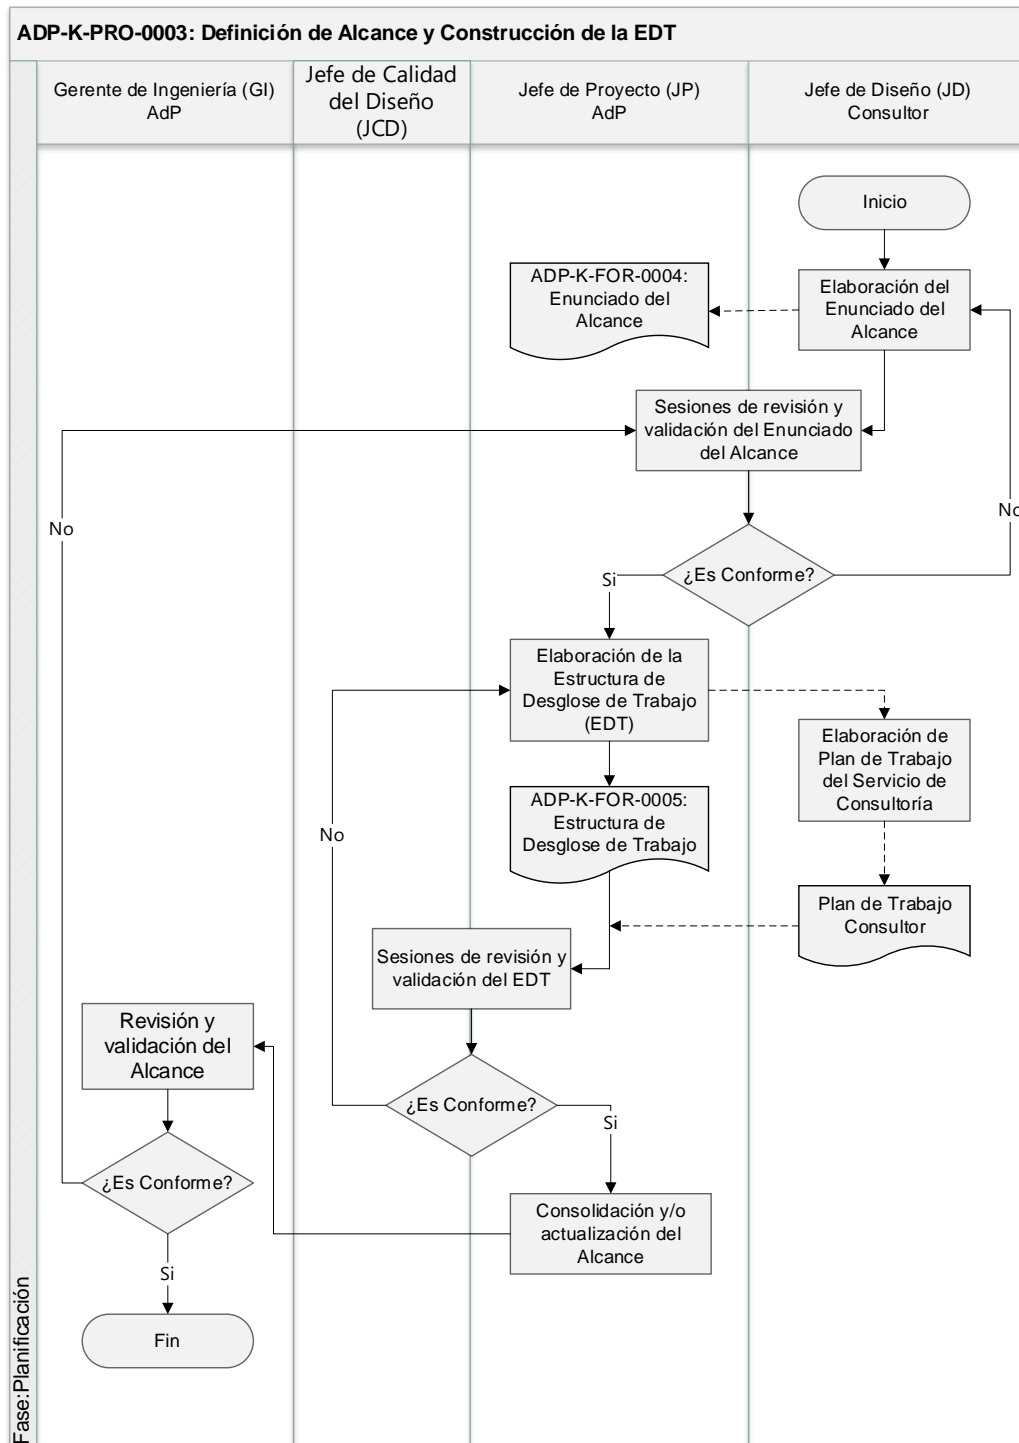 ADP-K-PRO-0003: Definición de Alcance y Construcción de la EDT
Gerente de Ingeniería (GI)
AdP
Jefe de Calidad
del Diseño
(JCD)
Jefe de Proyecto (JP)
AdP
Jefe de Diseño (JD)
Consultor
Inicio
ADP-K-FOR-0004:
Enunciado del
Alcance
Elaboración del
Enunciado del
Alcance
Sesiones de revisión y
validación del Enunciado
del Alcance
No
No
¿Es Conforme?
Si
Elaboración de la
Estructura de
Desglose de Trabajo
(EDT)
Elaboración de
Plan de Trabajo
del Servicio de
Consultoría
ADP-K-FOR-0005:
Estructura de
Desglose de Trabajo
No
Plan de Trabajo
Consultor
Sesiones de revisión y
validación del EDT
Revisión y
validación del
Alcance
¿Es Conforme?
Si
¿Es Conforme?
Consolidación y/o
actualización del
Alcance
Si
Fin
Fase:Planificación